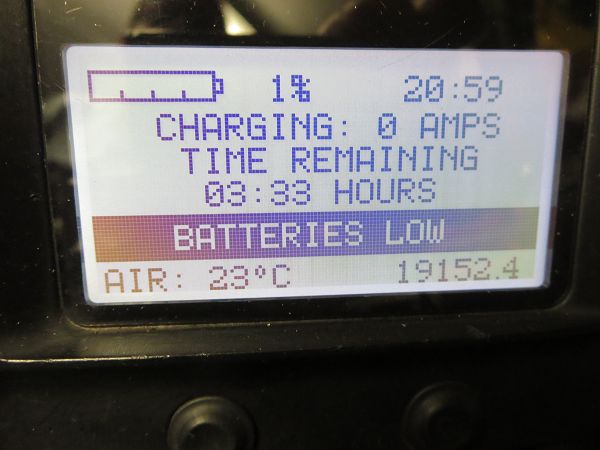 1% 20:59
CHARGING: 0 AMPS
TIME REMAINING
03:33 HOURS
BATTERIES LOW
AIR: 23°C 19152.4